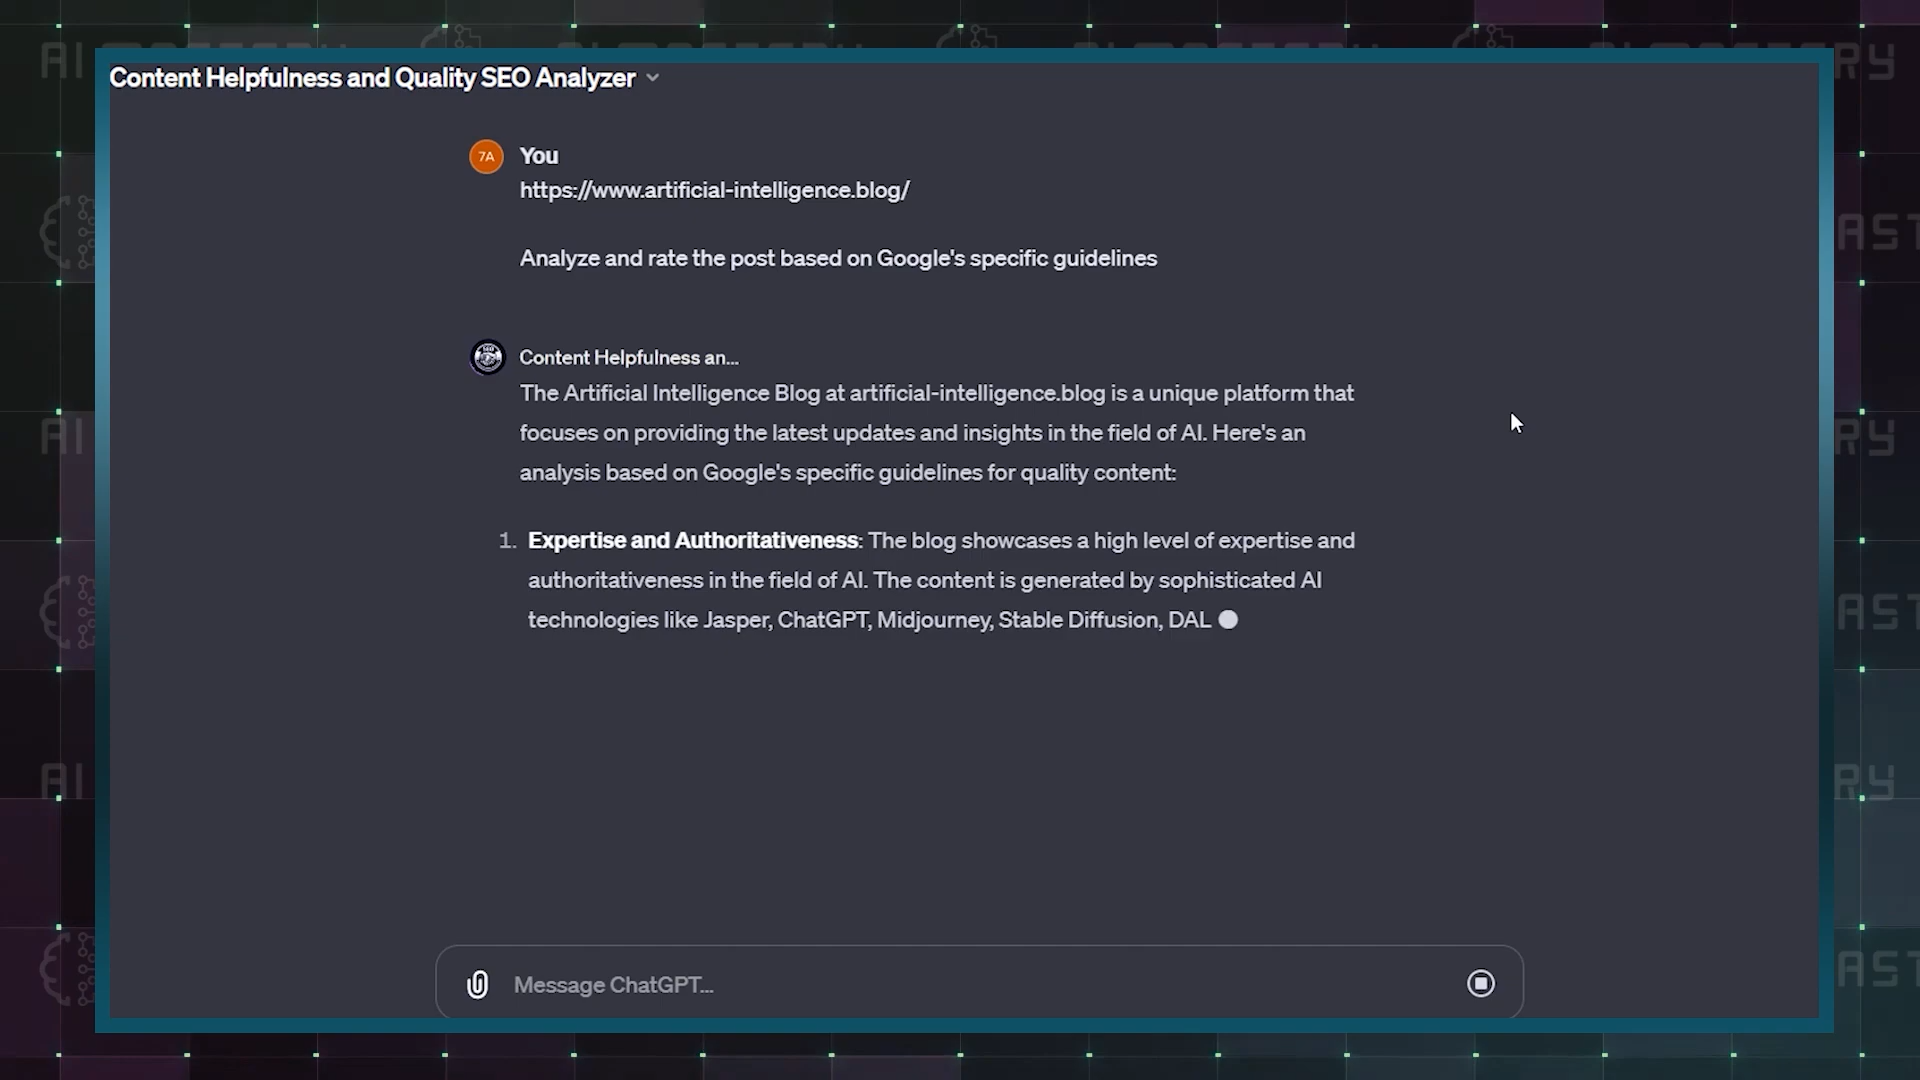 Content Helpfulness and Quality SEO Analyzer
7A
You
https://www.artificial-intelligence.blog/
Analyze and rate the post based on Google's specific guidelines
Content Helpfulness an...
The Artificial Intelligence Blog at artificial-intelligence.blog is a unique platform that
focuses on providing the latest updates and insights in the field of AI. Here's an
analysis based on Google's specific guidelines for quality content:
1. Expertise and Authoritativeness: The blog showcases a high level of expertise and
authoritativeness in the field of AI. The content is generated by sophisticated AI
technologies like Jasper, ChatGPT, Midjourney, Stable Diffusion, DAL
Message ChatGPT...